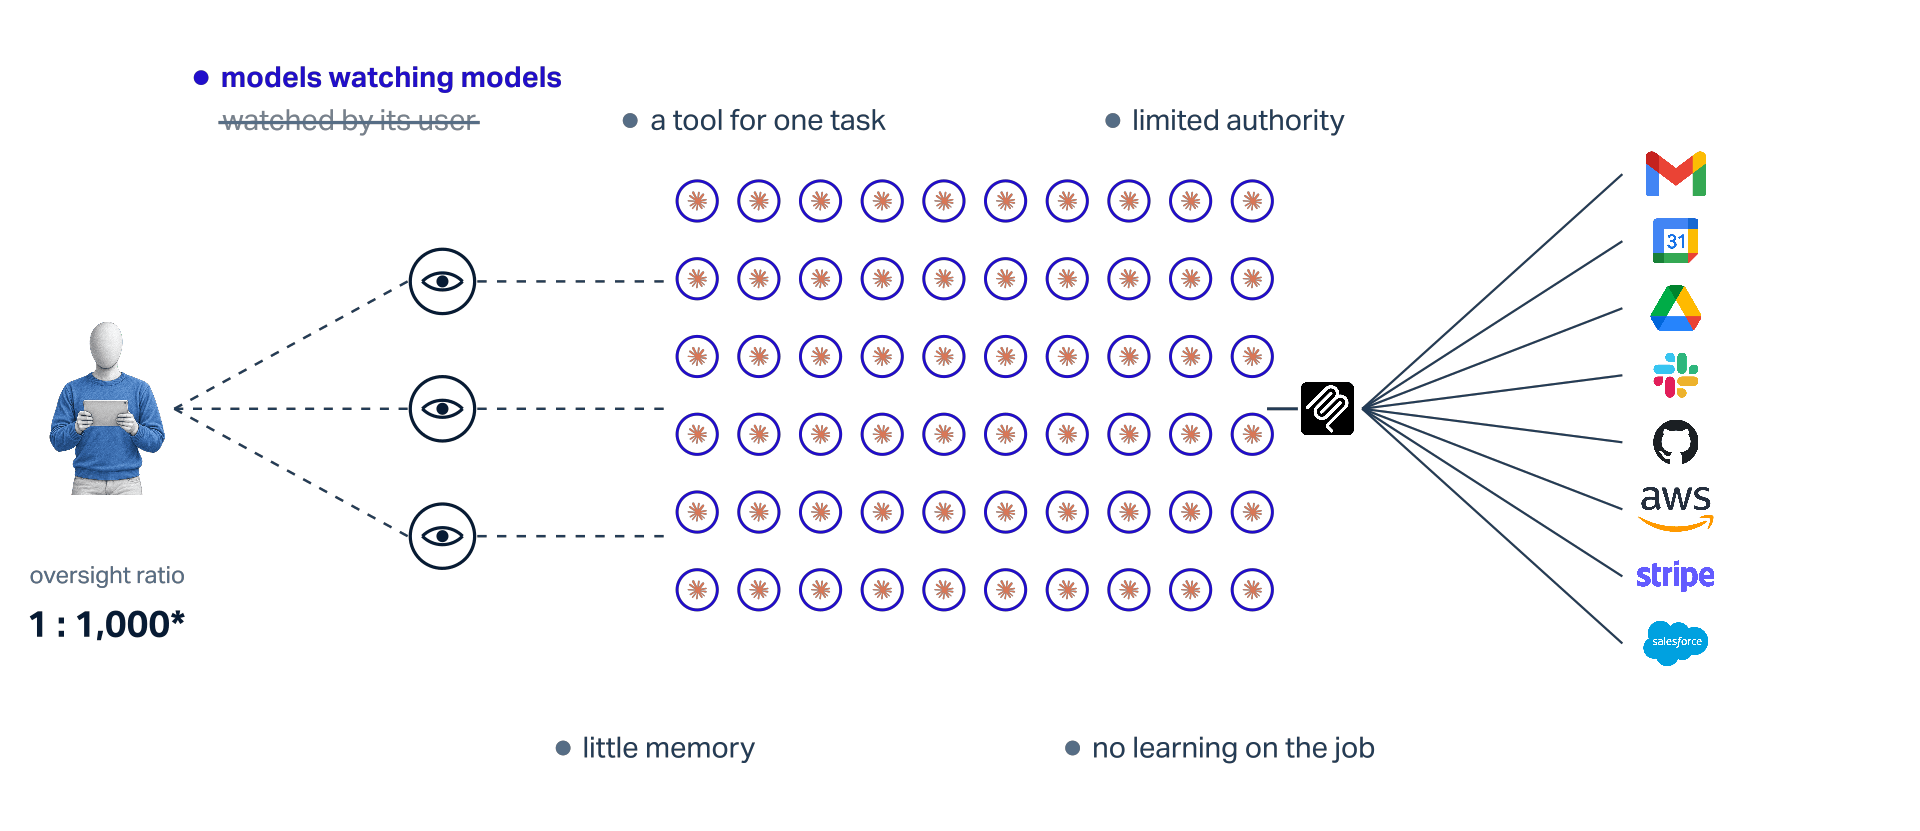 models watching models
watched by its user
a tool for one task
limited authority
31
aws
stripe
salesforce
oversight ratio
1 : 1,000*
little memory
no learning on the job